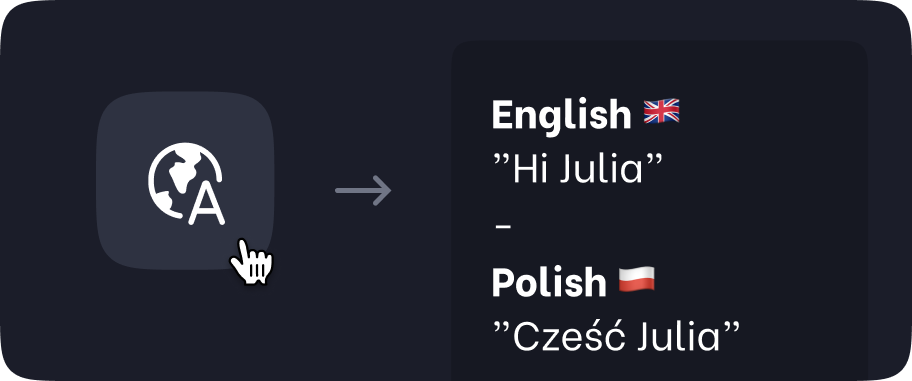 English 🇬🇧
”Hi Julia”
–
Polish 🇵🇱
”Cześć Julia”